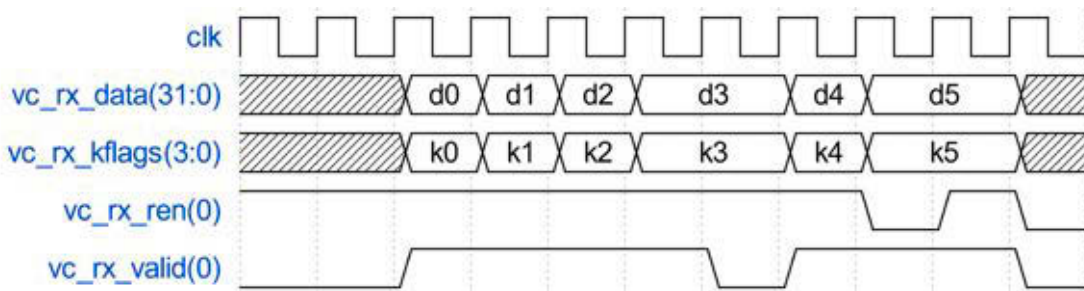 clk
vc_rx_data(31:0) d0 d1 d2 d3 d4 d5
vc_rx_kflags(3:0) k0 k1 k2 k3 k4 k5
vc_rx_ren(0)
vc_rx_valid(0)